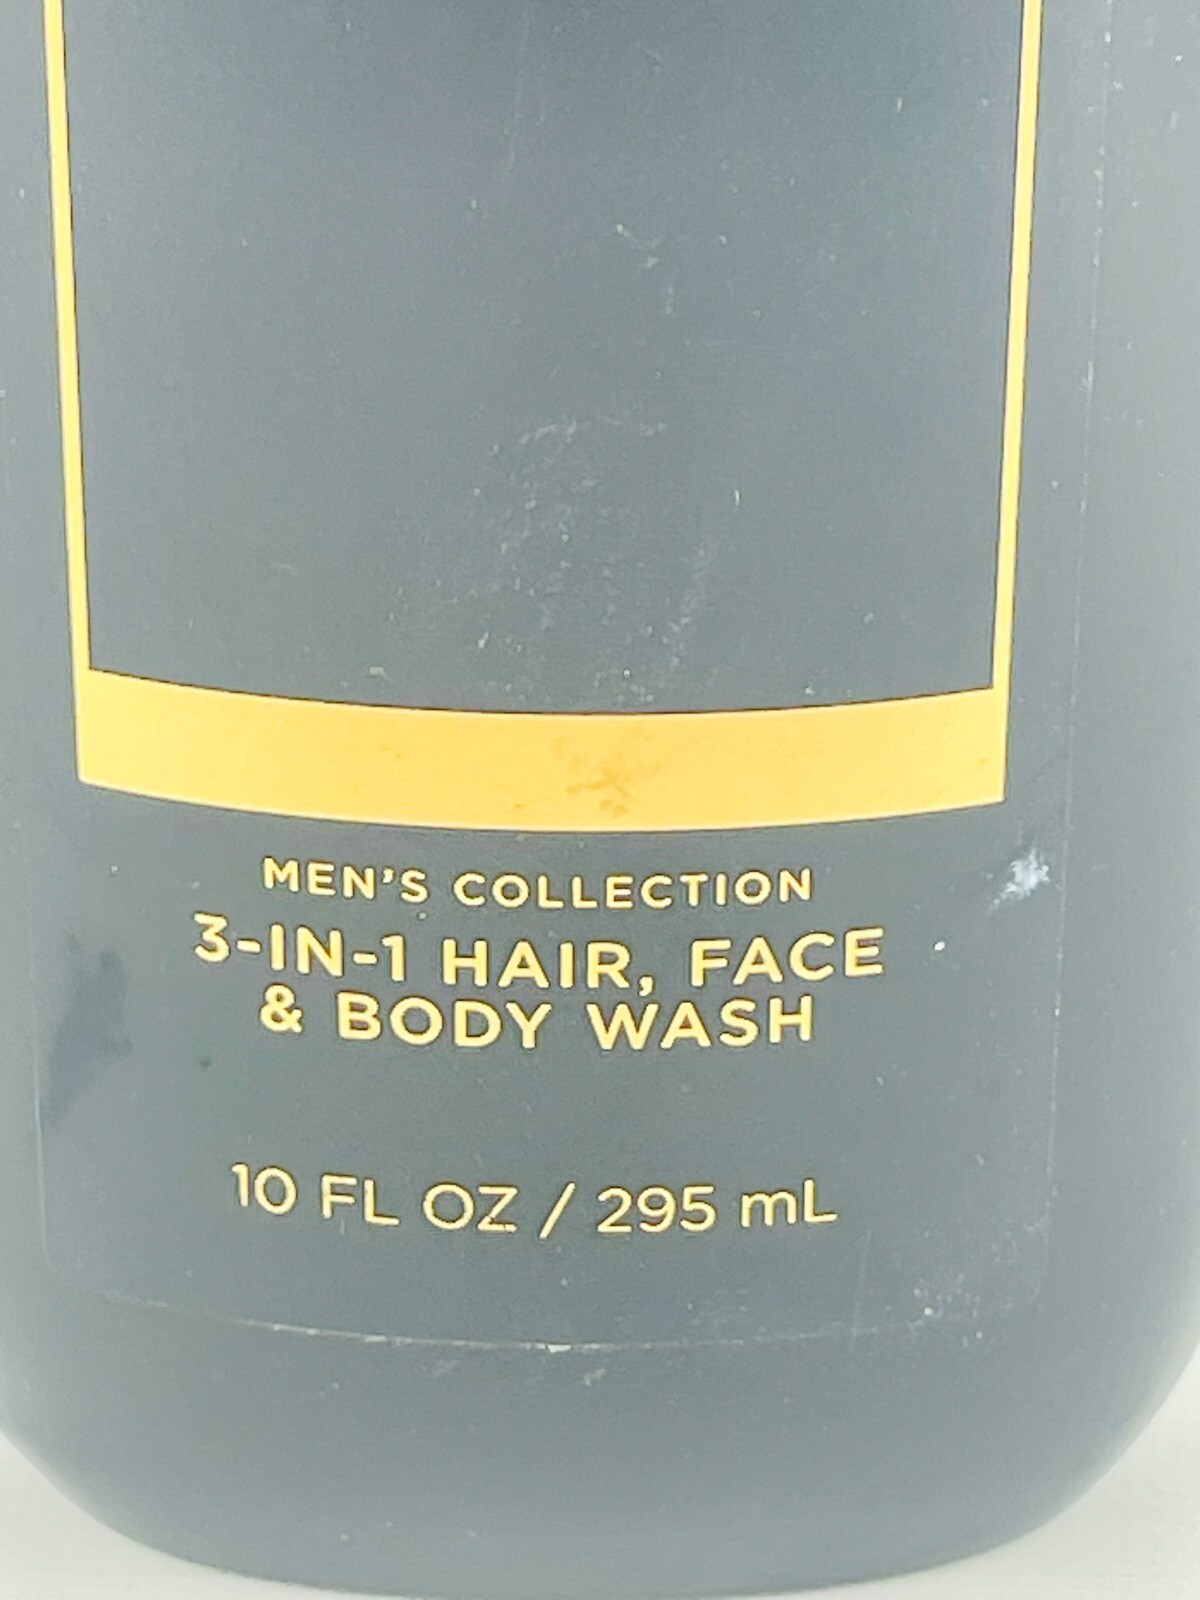 MEN'S COLLECTION
3-IN-1 HAIR, FACE
& BODY WASH
10 FL OZ / 295 mL